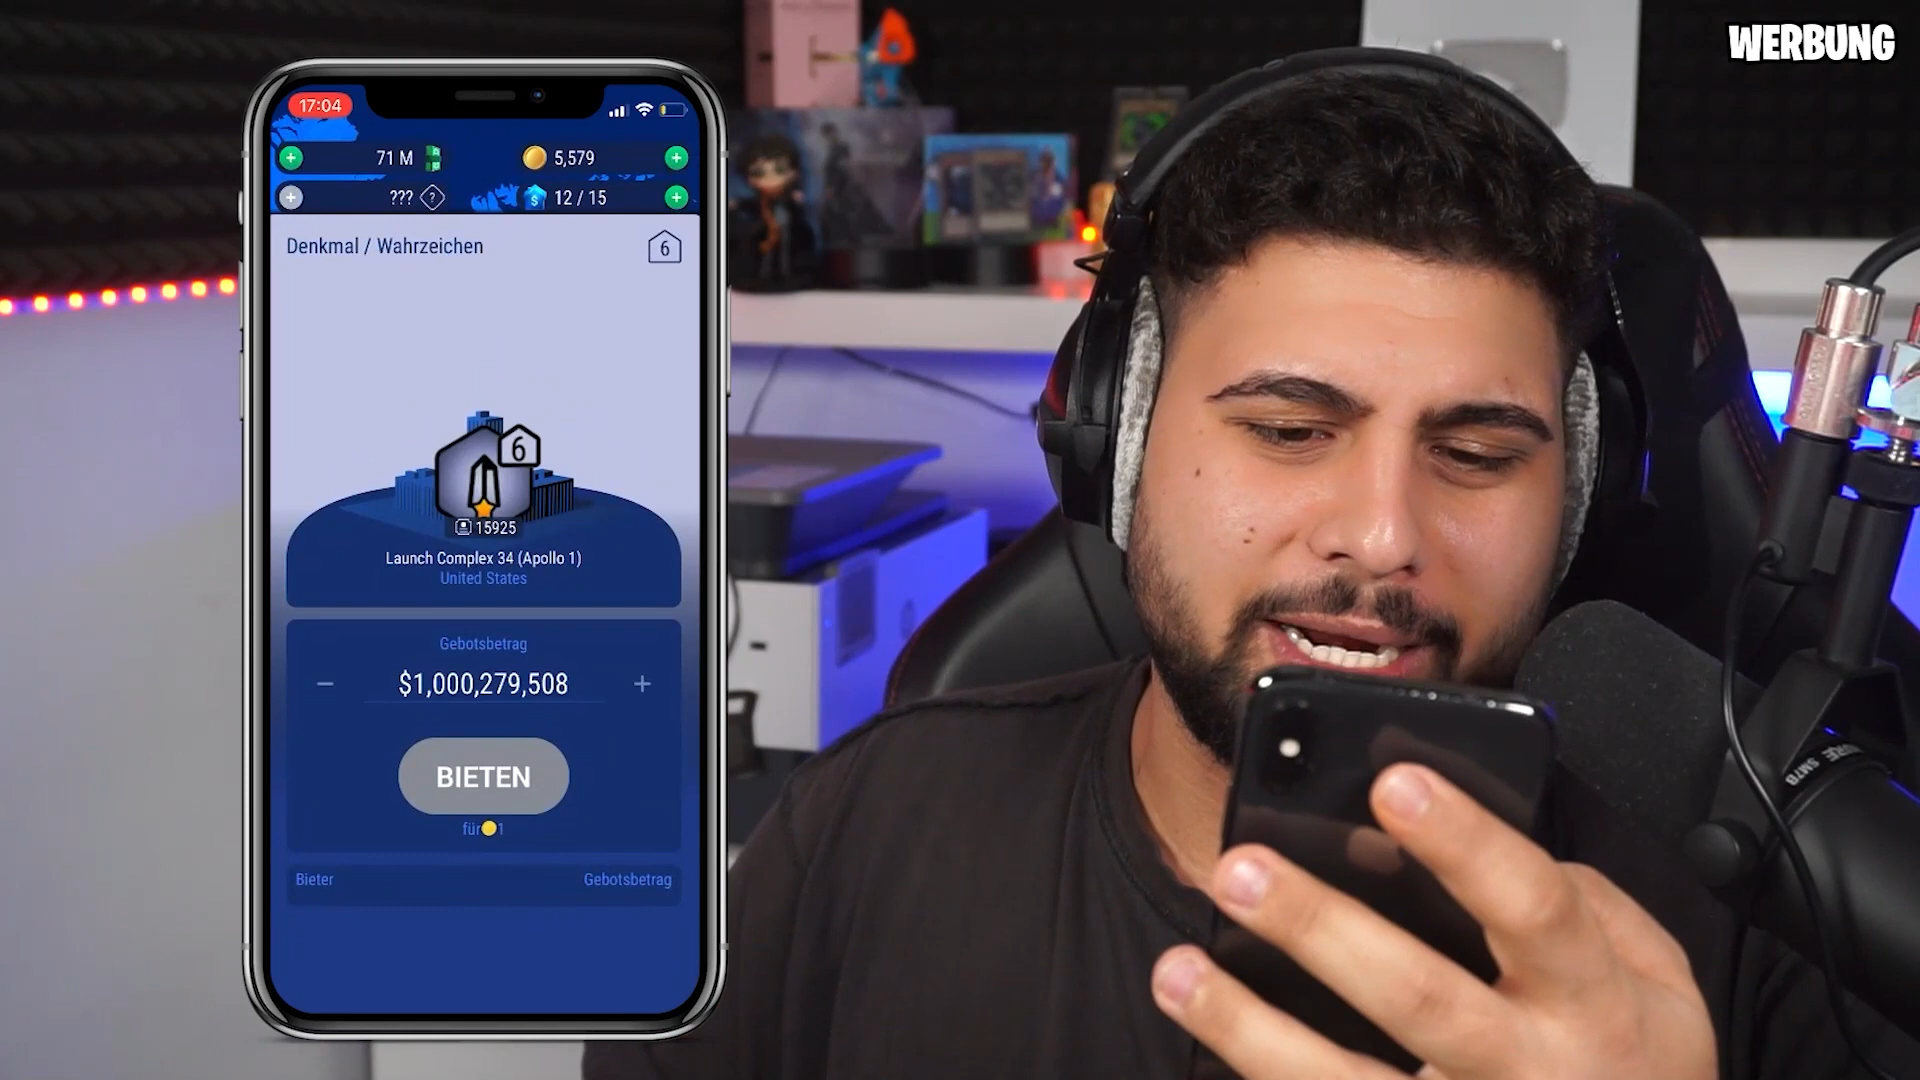 WERBUNG
17:04
71 M
5,579
???
?
$
12 / 15
Denkmal / Wahrzeichen
6
6
15925
Launch Complex 34 (Apollo 1)
United States
Gebotsbetrag
− $1,000,279,508 +
BIETEN
für 1
Bieter
Gebotsbetrag
SM7B